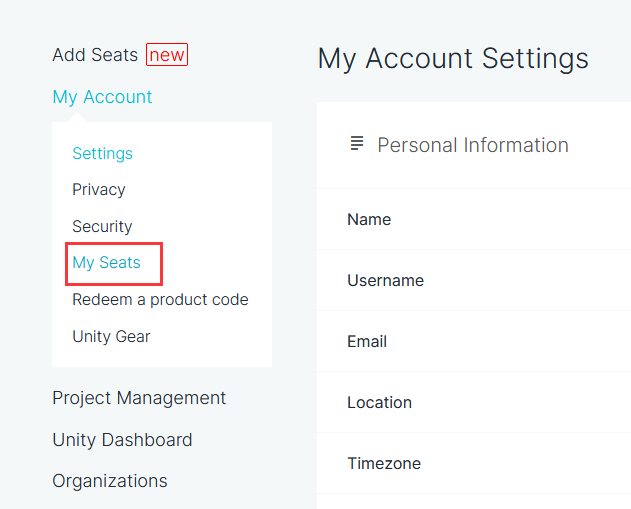 Add Seats new
My Account
Settings
Privacy
Security
My Seats
Redeem a product code
Unity Gear
Project Management
Unity Dashboard
Organizations
My Account Settings
Personal Information
Name
Username
Email
Location
Timezone